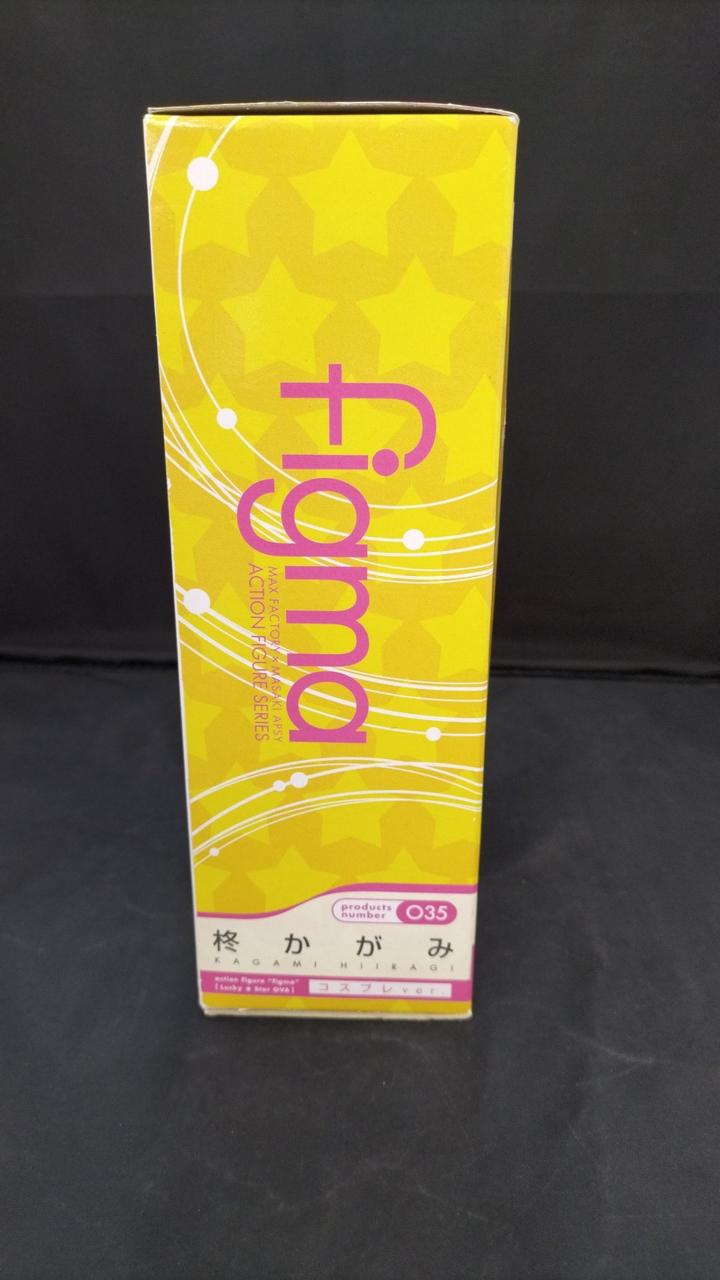 figma
MAX FACTORY × MASAKI APSY
ACTION FIGURE SERIES
products
number
035
柊かがみ
KAGAMI HIIRAGI
action figure "figma"
[Lucky ☆ Star OVA]
コスプレver.